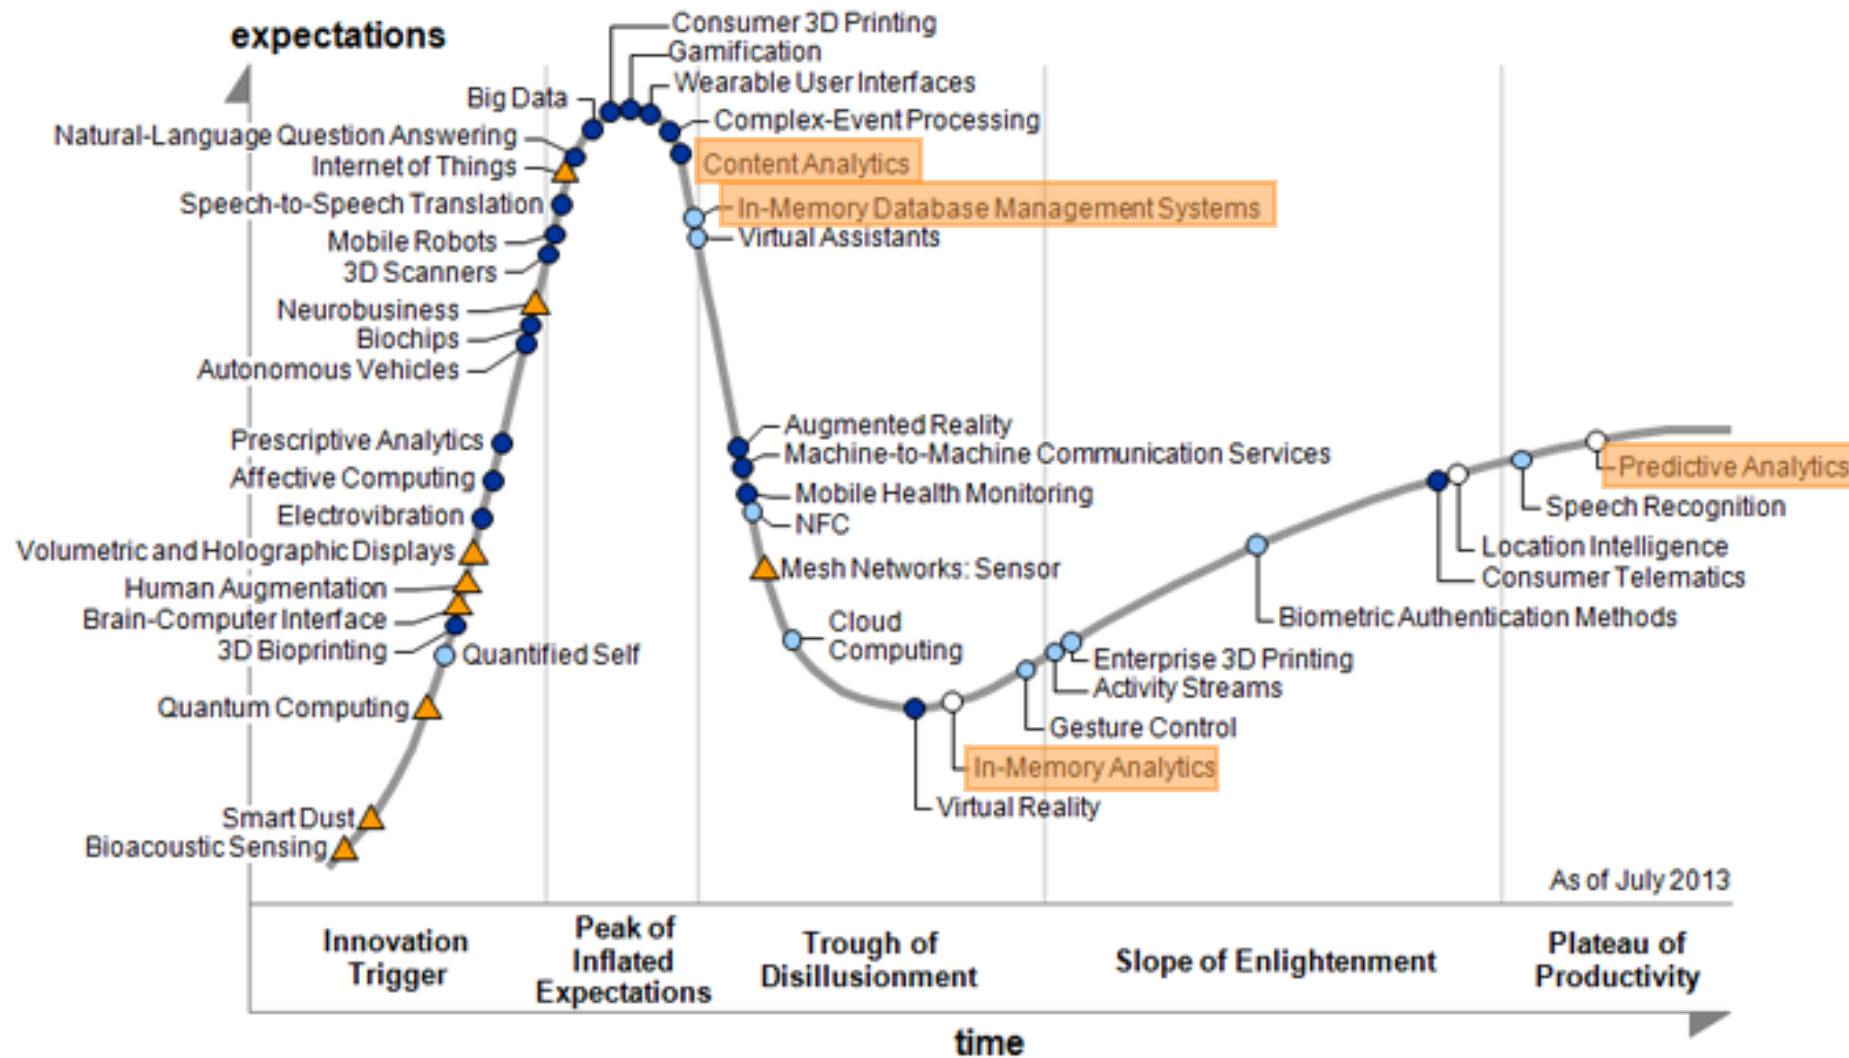 expectations
Consumer 3D Printing
Gamification
Wearable User Interfaces
Big Data
Complex-Event Processing
Natural-Language Question Answering
Content Analytics
Internet of Things
In-Memory Database Management Systems
Speech-to-Speech Translation
Virtual Assistants
Mobile Robots
3D Scanners
Neurobusiness
Biochips
Autonomous Vehicles
Augmented Reality
Prescriptive Analytics
Machine-to-Machine Communication Services
Predictive Analytics
Affective Computing
Mobile Health Monitoring
Speech Recognition
Electrovibration
NFC
Location Intelligence
Volumetric and Holographic Displays
Mesh Networks: Sensor
Consumer Telematics
Human Augmentation
Brain-Computer Interface
Cloud
Computing
Biometric Authentication Methods
3D Bioprinting
Quantified Self
Enterprise 3D Printing
Activity Streams
Quantum Computing
Gesture Control
In-Memory Analytics
Virtual Reality
Smart Dust
Bioacoustic Sensing
As of July 2013
Innovation
Trigger
Peak of
Inflated
Expectations
Trough of
Disillusionment
Slope of Enlightenment
Plateau of
Productivity
time